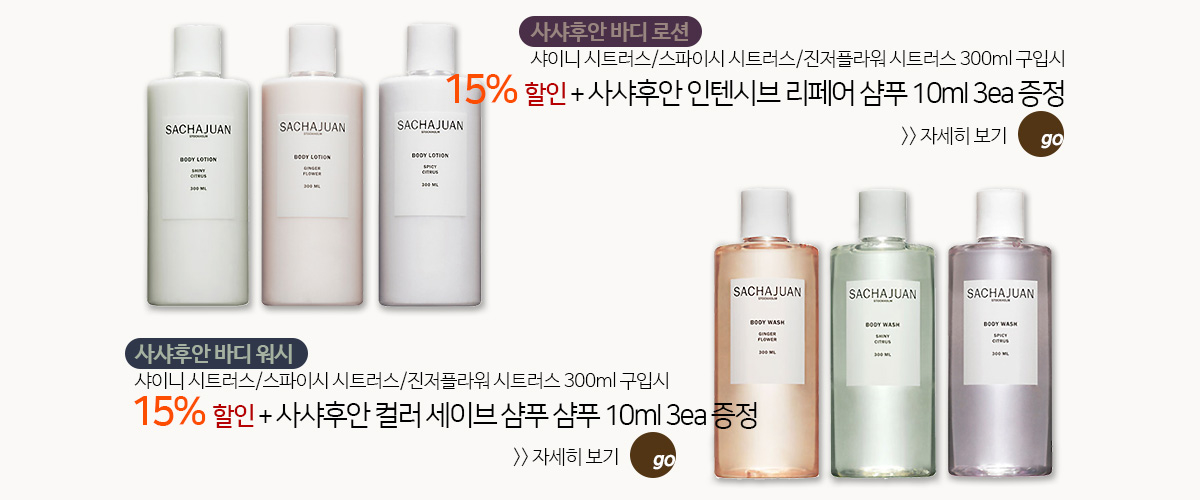 사샤후안 바디 로션
샤이니 시트러스/스파이시 시트러스/진저플라워 시트러스 300ml 구입시
15% 할인 + 사샤후안 인텐시브 리페어 샴푸 10ml 3ea 증정
>> 자세히 보기 go
SACHAJUAN
STOCKHOLM
BODY LOTION
SHINY
CITRUS
300 ML
SACHAJUAN
STOCKHOLM
BODY LOTION
GINGER
FLOWER
300 ML
SACHAJUAN
STOCKHOLM
BODY LOTION
SPICY
CITRUS
300 ML
SACHAJUAN
STOCKHOLM
BODY WASH
GINGER
FLOWER
300 ML
SACHAJUAN
STOCKHOLM
BODY WASH
SHINY
CITRUS
300 ML
SACHAJUAN
STOCKHOLM
BODY WASH
SPICY
CITRUS
300 ML
사샤후안 바디 워시
샤이니 시트러스/스파이시 시트러스/진저플라워 시트러스 300ml 구입시
15% 할인 + 사샤후안 컬러 세이브 샴푸 샴푸 10ml 3ea 증정
>> 자세히 보기 go